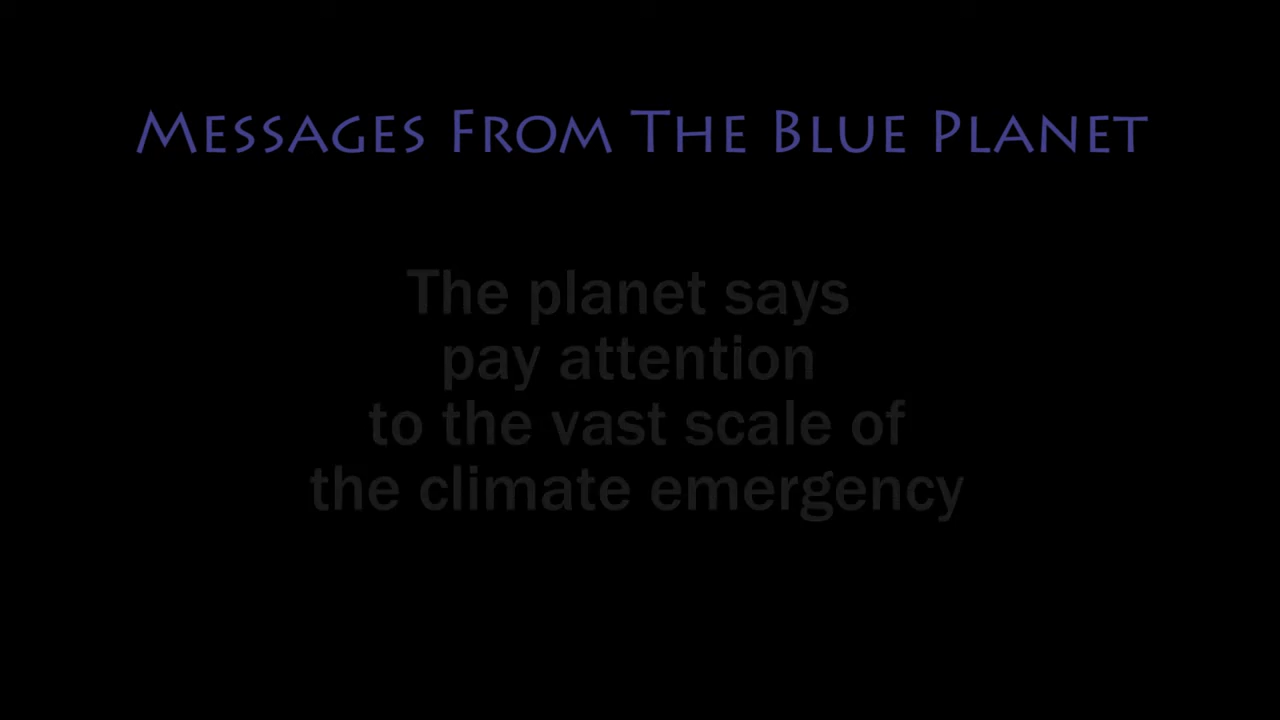 Messages From The Blue Planet
The planet says
pay attention
to the vast scale of
the climate emergency